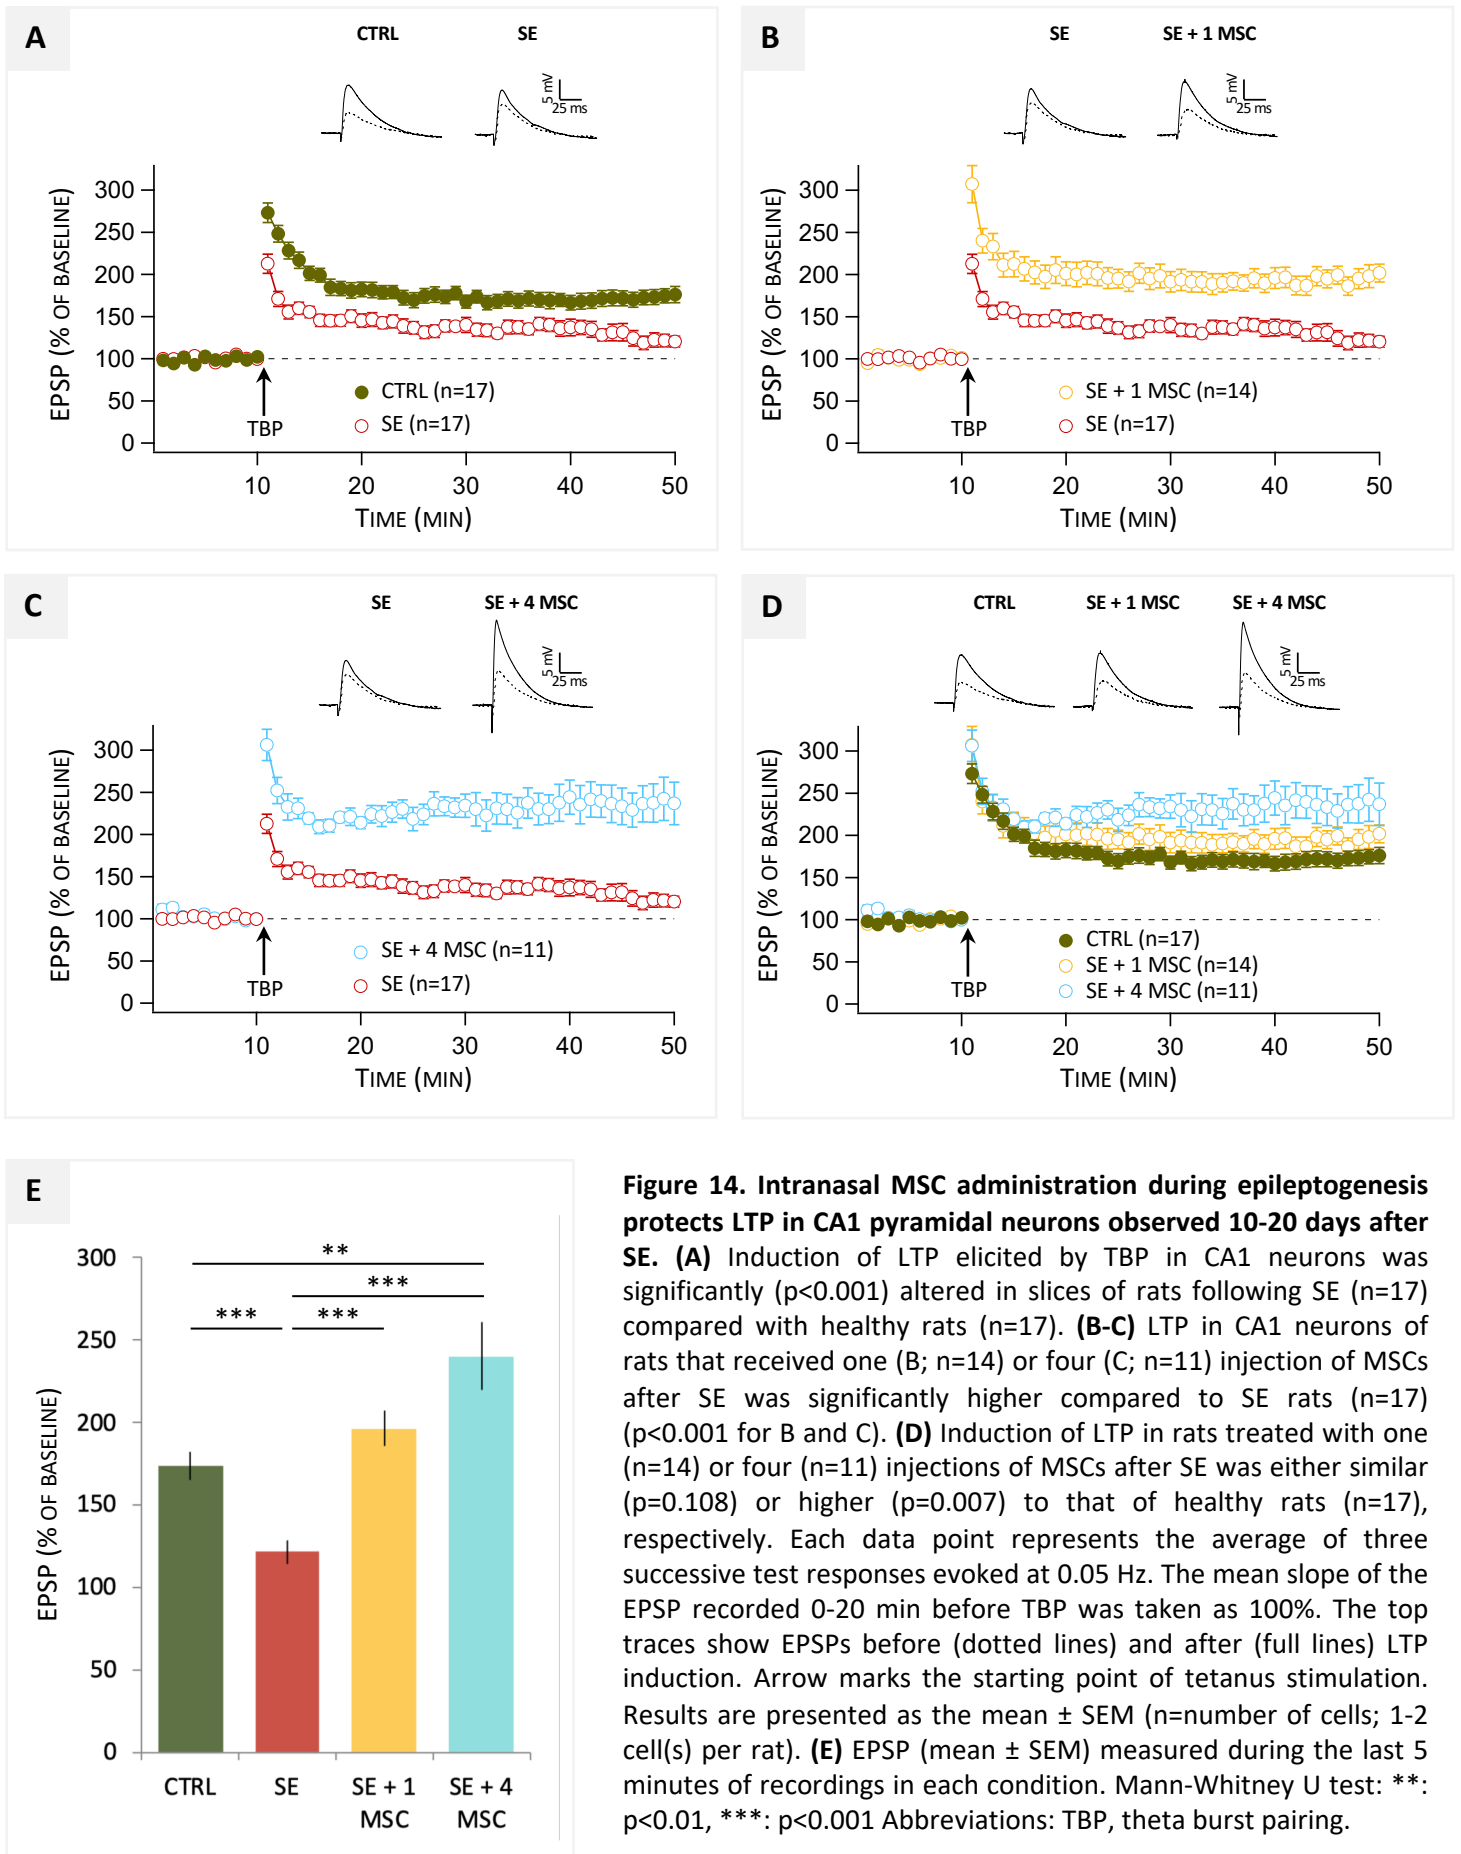 A
CTRL
SE
5 mV
25 ms
EPSP (% OF BASELINE)
300
250
200
150
100
50
0
TBP
CTRL (n=17)
SE (n=17)
10
20
30
40
50
TIME (MIN)
B
SE
SE + 1 MSC
5 mV
25 ms
EPSP (% OF BASELINE)
300
250
200
150
100
50
0
TBP
SE + 1 MSC (n=14)
SE (n=17)
10
20
30
40
50
TIME (MIN)
C
SE
SE + 4 MSC
5 mV
25 ms
EPSP (% OF BASELINE)
300
250
200
150
100
50
0
TBP
SE + 4 MSC (n=11)
SE (n=17)
10
20
30
40
50
TIME (MIN)
D
CTRL
SE + 1 MSC
SE + 4 MSC
5 mV
25 ms
EPSP (% OF BASELINE)
300
250
200
150
100
50
0
TBP
CTRL (n=17)
SE + 1 MSC (n=14)
SE + 4 MSC (n=11)
10
20
30
40
50
TIME (MIN)
E
EPSP (% OF BASELINE)
300
250
200
150
100
50
0
**
***
***
***
CTRL
SE
SE + 1
MSC
SE + 4
MSC
Figure 14. Intranasal MSC administration during epileptogenesis
protects LTP in CA1 pyramidal neurons observed 10-20 days after
SE. (A) Induction of LTP elicited by TBP in CA1 neurons was
significantly (p<0.001) altered in slices of rats following SE (n=17)
compared with healthy rats (n=17). (B-C) LTP in CA1 neurons of
rats that received one (B; n=14) or four (C; n=11) injection of MSCs
after SE was significantly higher compared to SE rats (n=17)
(p<0.001 for B and C). (D) Induction of LTP in rats treated with one
(n=14) or four (n=11) injections of MSCs after SE was either similar
(p=0.108) or higher (p=0.007) to that of healthy rats (n=17),
respectively. Each data point represents the average of three
successive test responses evoked at 0.05 Hz. The mean slope of the
EPSP recorded 0-20 min before TBP was taken as 100%. The top
traces show EPSPs before (dotted lines) and after (full lines) LTP
induction. Arrow marks the starting point of tetanus stimulation.
Results are presented as the mean ± SEM (n=number of cells; 1-2
cell(s) per rat). (E) EPSP (mean ± SEM) measured during the last 5
minutes of recordings in each condition. Mann-Whitney U test: **:
p<0.01, ***: p<0.001 Abbreviations: TBP, theta burst pairing.